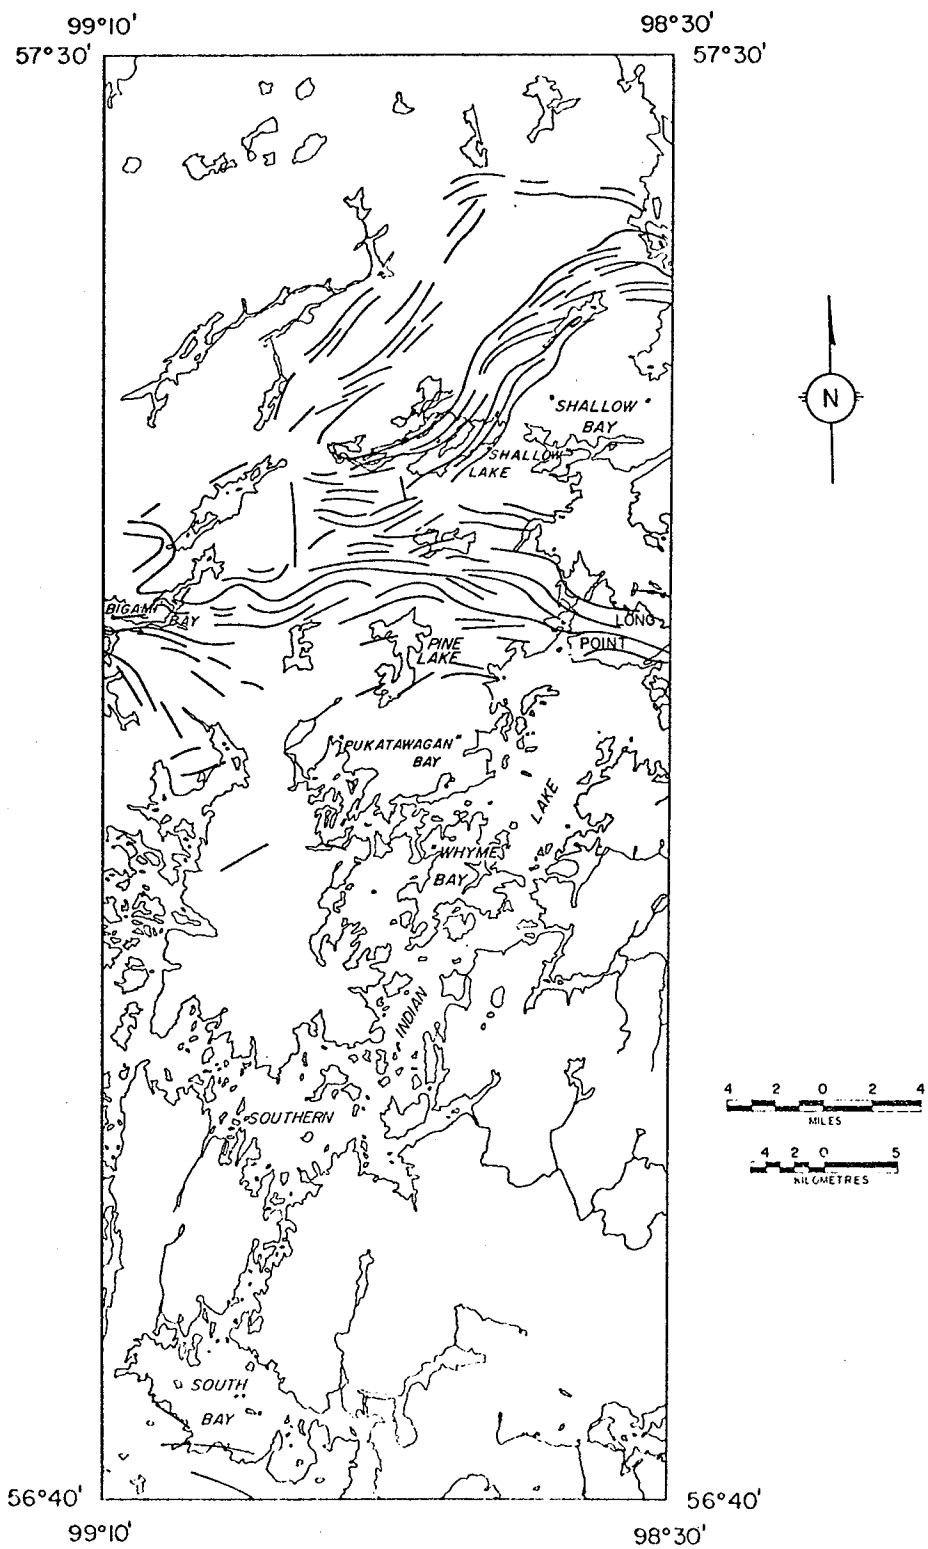 99°10'
98°30'
57°30'
57°30'
N
"SHALLOW"
BAY
SHALLOW
LAKE
BIGAMI
BAY
LONG
POINT
PINE
LAKE
"PUKATAWAGAN"
BAY
LAKE
WHYME
BAY
INDIAN
SOUTHERN
4 2 0 2 4
MILES
4 2 0 5
KILOMETRES
SOUTH
BAY
56°40'
56°40'
99°10'
98°30'